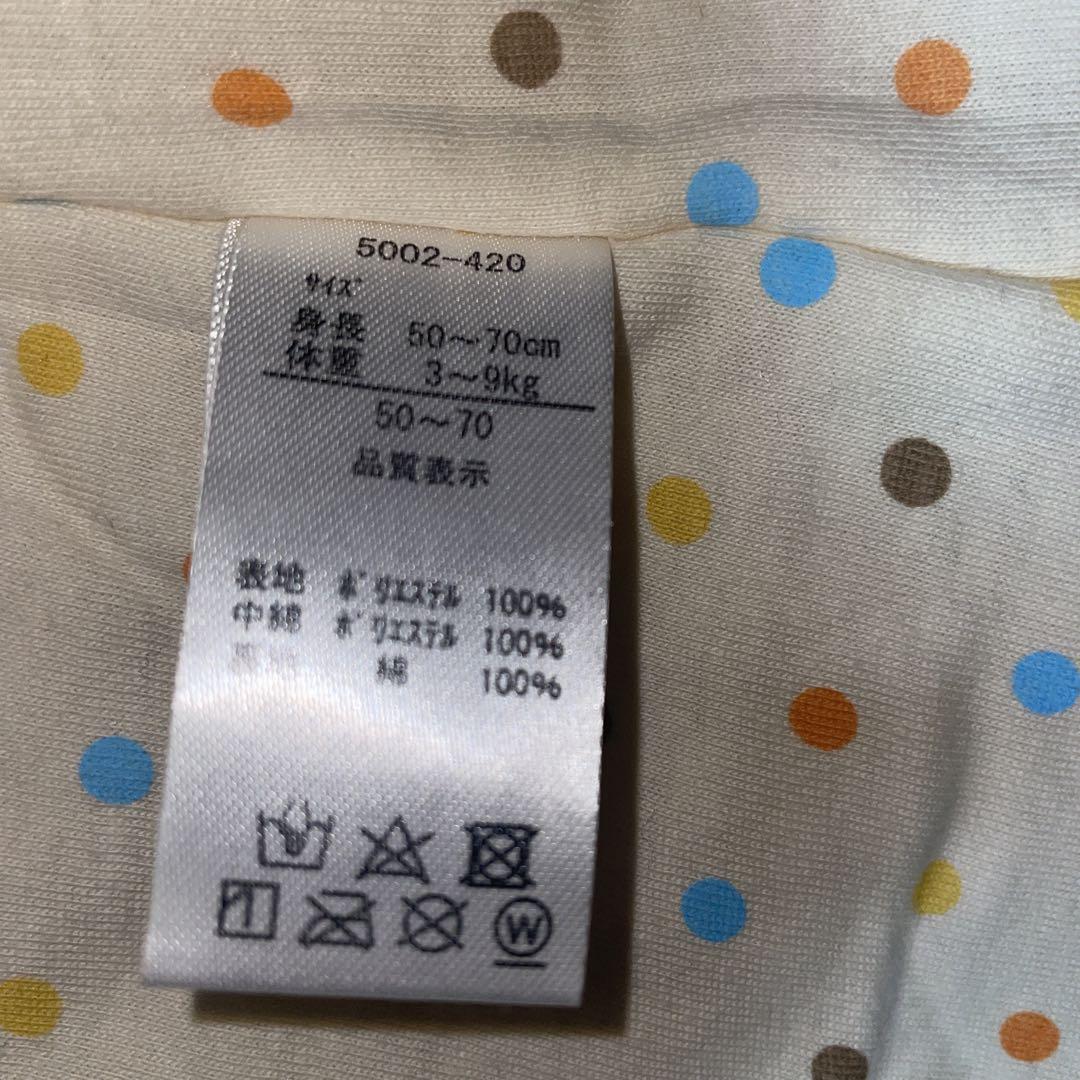 5002-420
サイズ
身長 50～70cm
体重 3～9kg
50～70
品質表示
表地 ポリエステル 100%
中綿 ポリエステル 100%
綿 100%
W